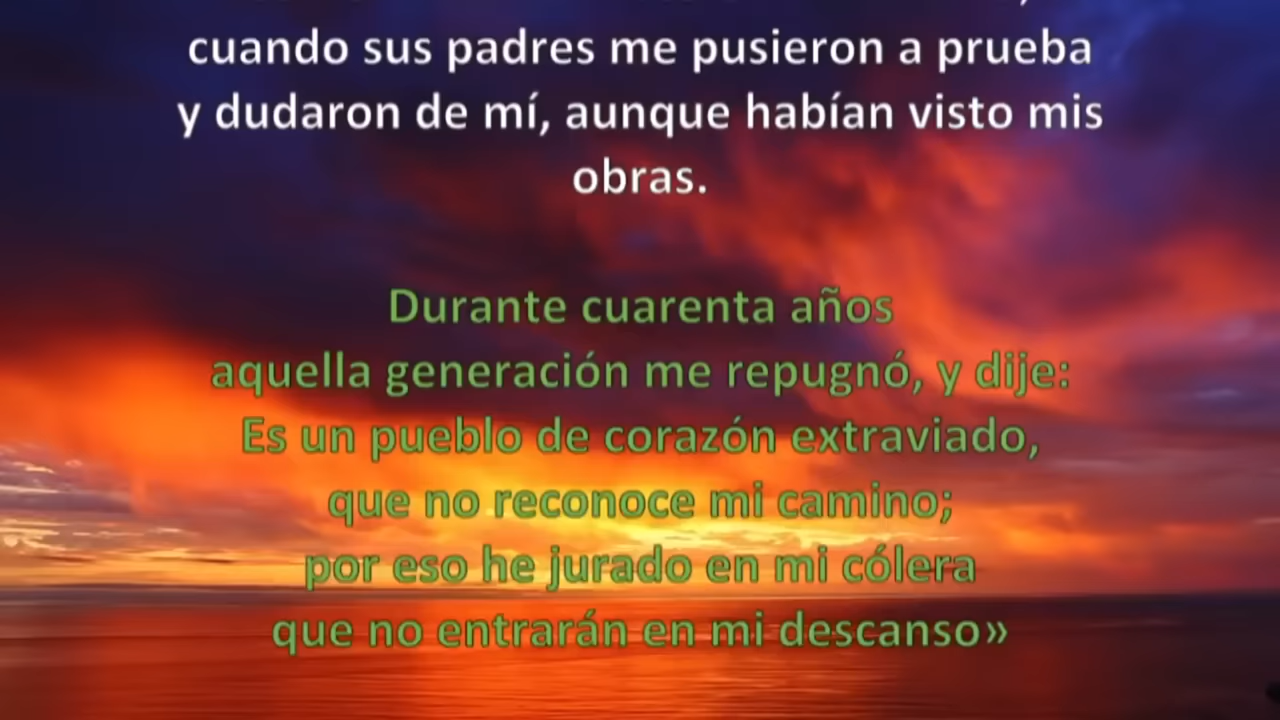 cuando sus padres me pusieron a prueba
y dudaron de mí, aunque habían visto mis
obras.
Durante cuarenta años
aquella generación me repugnó, y dije:
Es un pueblo de corazón extraviado,
que no reconoce mi camino;
por eso he jurado en mi cólera
que no entrarán en mi descanso»